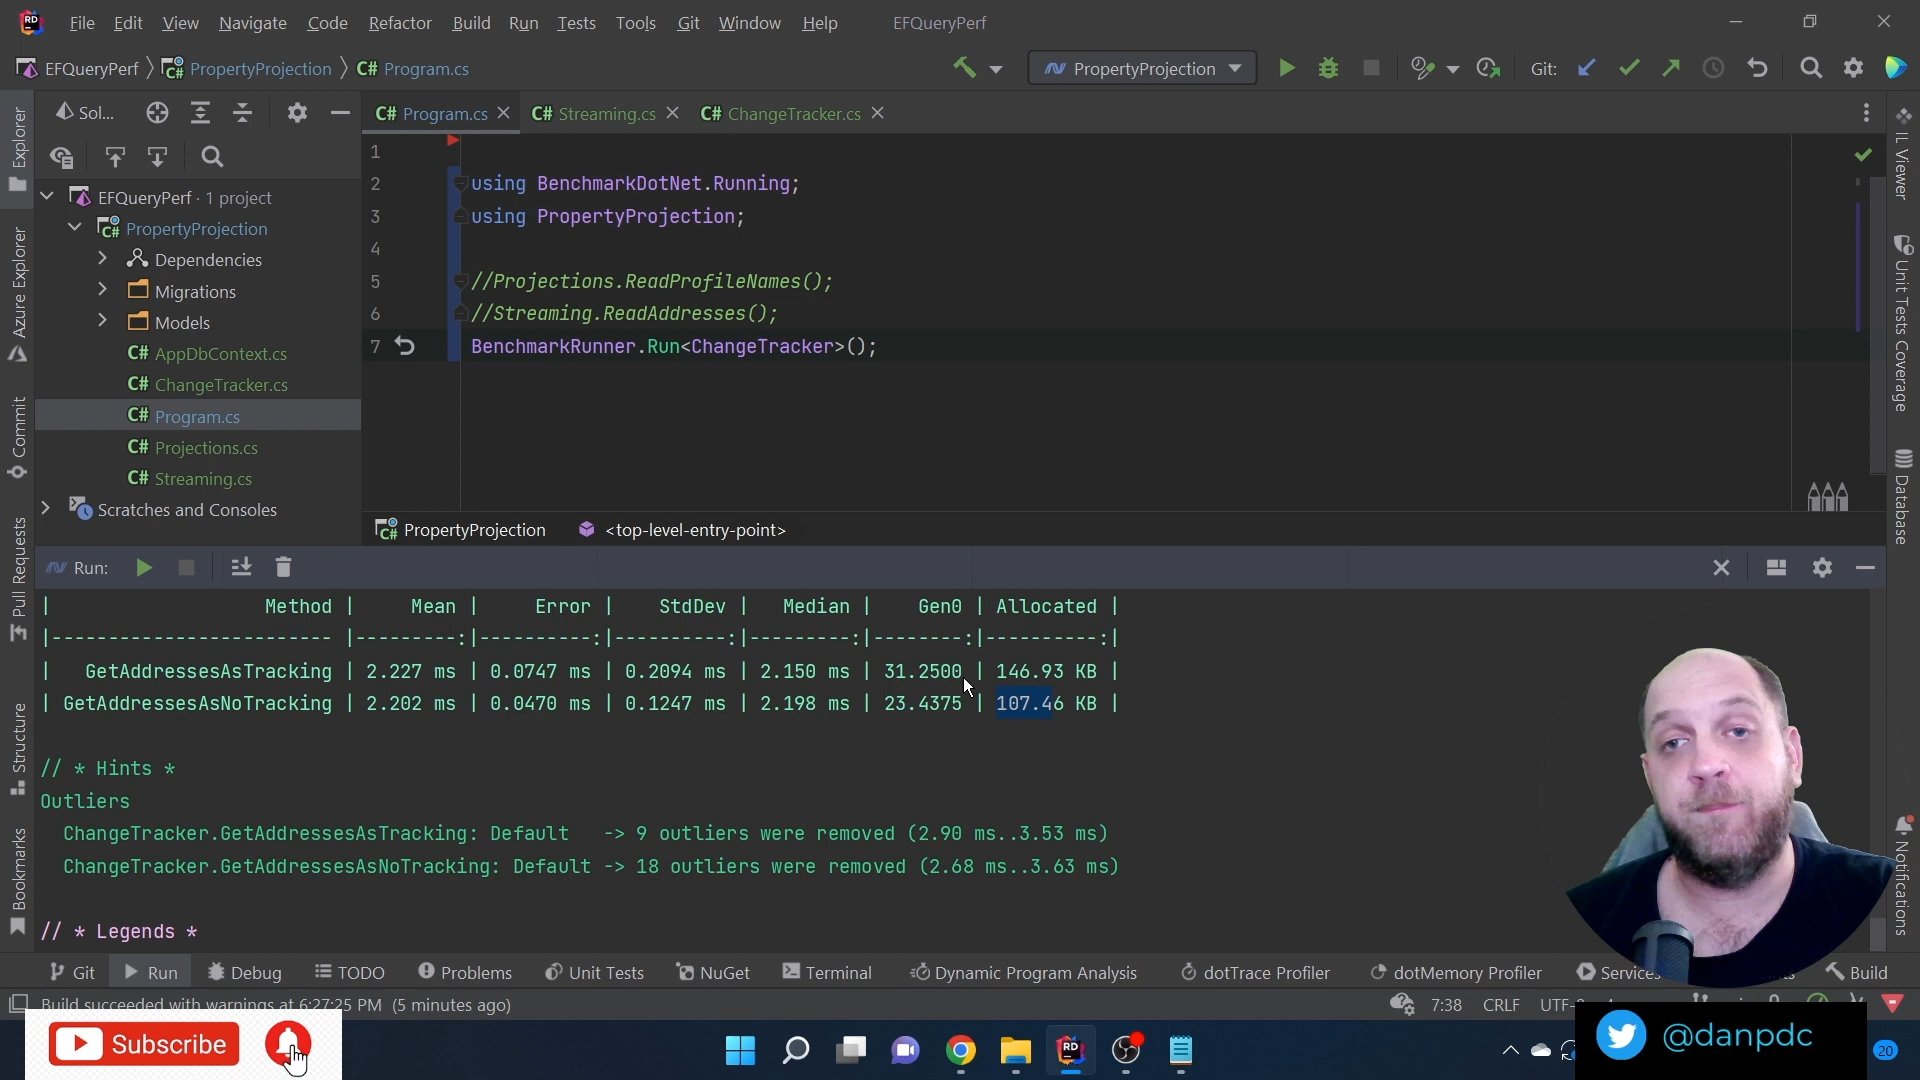 File Edit View Navigate Code Refactor Build Run Tests Tools Git Window Help EFQueryPerf
EFQueryPerf PropertyProjection C# Program.cs PropertyProjection Git:
Sol... C# Program.cs C# Streaming.cs C# ChangeTracker.cs
EFQueryPerf · 1 project
PropertyProjection
Dependencies
Migrations
Models
C# AppDbContext.cs
C# ChangeTracker.cs
C# Program.cs
C# Projections.cs
C# Streaming.cs
Scratches and Consoles
1
2 using BenchmarkDotNet.Running;
3 using PropertyProjection;
4
5 //Projections.ReadProfileNames();
6 //Streaming.ReadAddresses();
7 BenchmarkRunner.Run<ChangeTracker>();
PropertyProjection <top-level-entry-point>
Explorer
Azure Explorer
Commit
Pull Requests
Structure
Bookmarks
IL Viewer
Unit Tests Coverage
Database
Notifications
Run:
| Method | Mean | Error | StdDev | Median | Gen0 | Allocated |
|------------------------- |---------:|----------:|----------:|---------:|--------:|----------:|
| GetAddressesAsTracking | 2.227 ms | 0.0747 ms | 0.2094 ms | 2.150 ms | 31.2500 | 146.93 KB |
| GetAddressesAsNoTracking | 2.202 ms | 0.0470 ms | 0.1247 ms | 2.198 ms | 23.4375 | 107.46 KB |
// * Hints *
Outliers
ChangeTracker.GetAddressesAsTracking: Default -> 9 outliers were removed (2.90 ms..3.53 ms)
ChangeTracker.GetAddressesAsNoTracking: Default -> 18 outliers were removed (2.68 ms..3.63 ms)
// * Legends *
Git Run Debug TODO Problems Unit Tests NuGet Terminal Dynamic Program Analysis dotTrace Profiler dotMemory Profiler Services Build
Build succeeded with warnings at 6:27:25 PM (5 minutes ago) 7:38 CRLF
Subscribe
RD
@danpdc
20